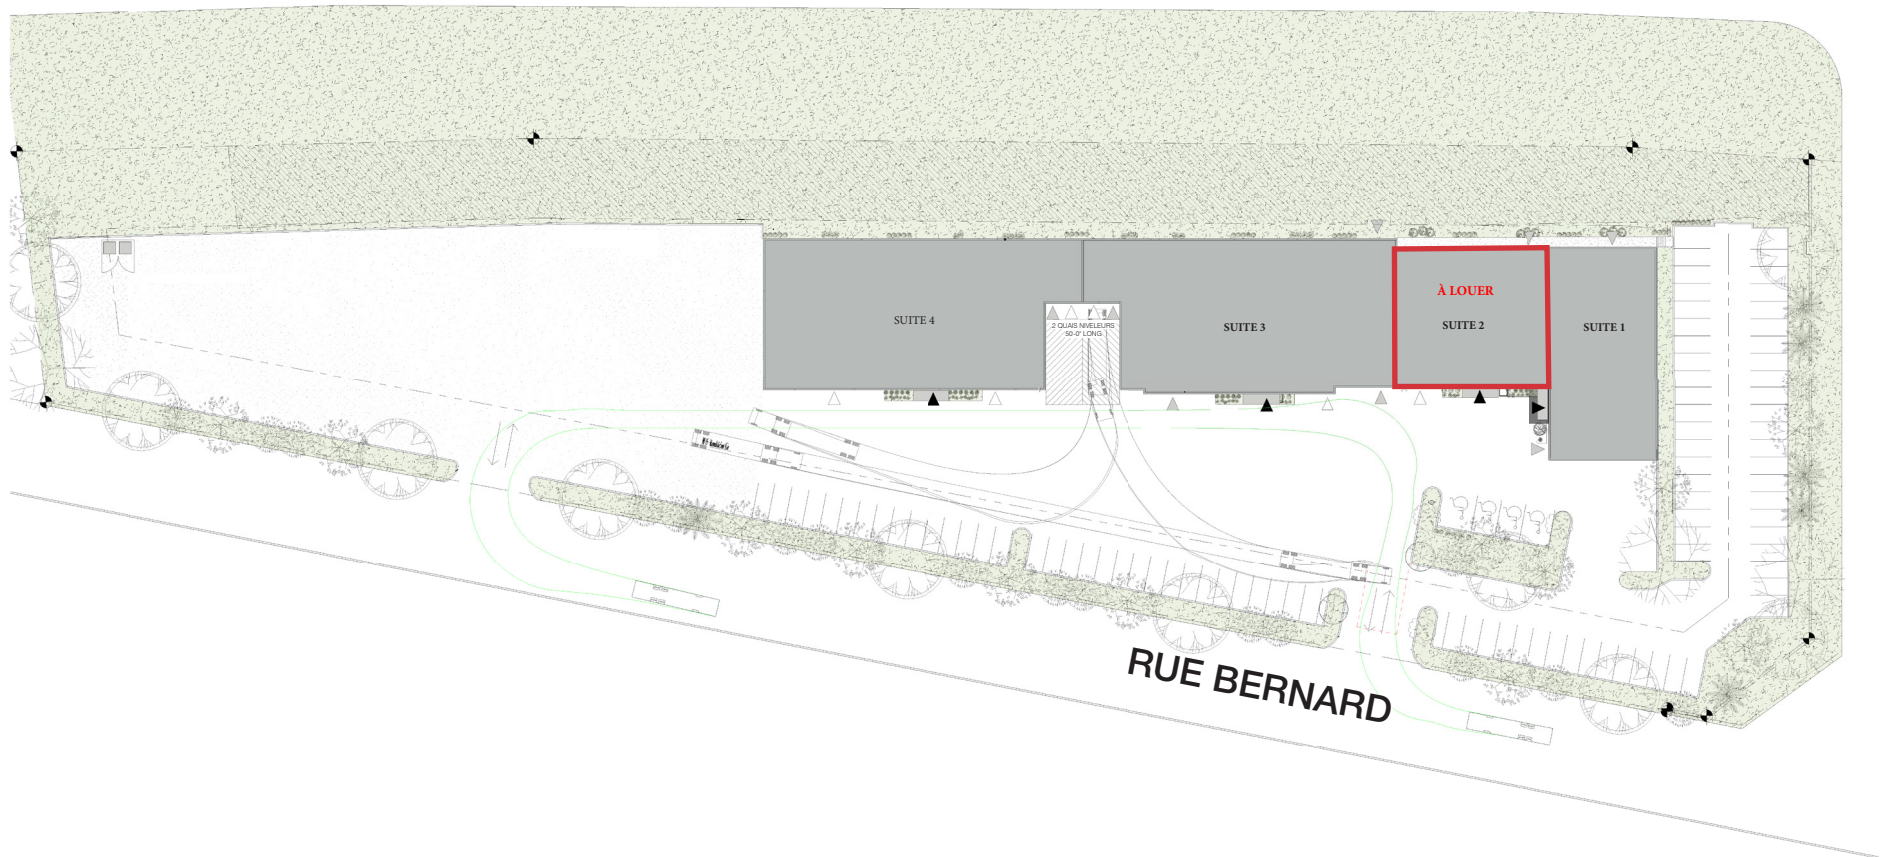 À LOUER
SUITE 4
2 QUAIS NIVELEURS
50-0" LONG
SUITE 3
SUITE 2
SUITE 1
RUE BERNARD